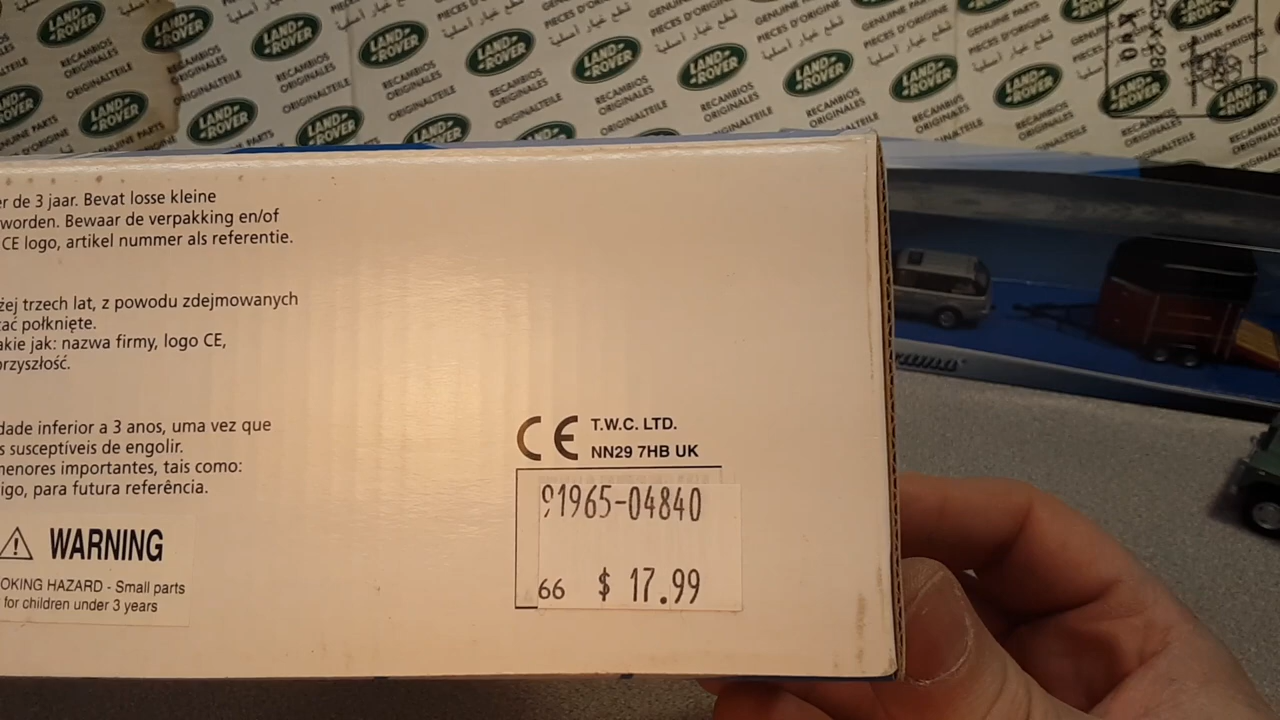 LAND-
-ROVER
GENUINE PARTS
PIECES D'ORIGINE
RECAMBIOS
ORIGINALES
ORIGINALTEILE
قطع غيار أصلية
er de 3 jaar. Bevat losse kleine
worden. Bewaar de verpakking en/of
CE logo, artikel nummer als referentie.
żej trzech lat, z powodu zdejmowanych
tać połknięte.
akie jak: nazwa firmy, logo CE,
przyszłość.
dade inferior a 3 anos, uma vez que
s susceptíveis de engolir.
menores importantes, tais como:
igo, para futura referência.
WARNING
OKING HAZARD - Small parts
for children under 3 years
CE T.W.C. LTD.
NN29 7HB UK
91965-04840
66 $ 17.99